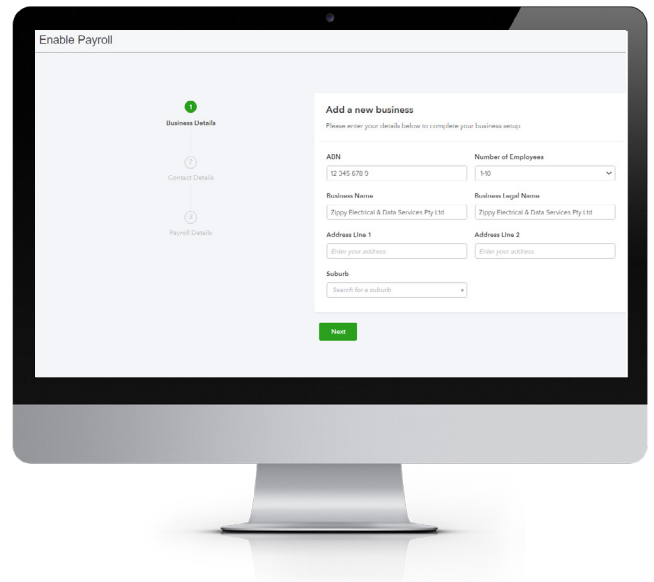 Enable Payroll
1
Business Details
2
Contact Details
3
Payroll Details
Add a new business
Please enter your details below to complete your business setup.
ABN
Number of Employees
12 345 678 9
1-10
Business Name
Business Legal Name
Zippy Electrical & Data Services Pty Ltd
Zippy Electrical & Data Services Pty Ltd
Address Line 1
Address Line 2
Enter your address
Enter your address
Suburb
Search for a suburb
Next